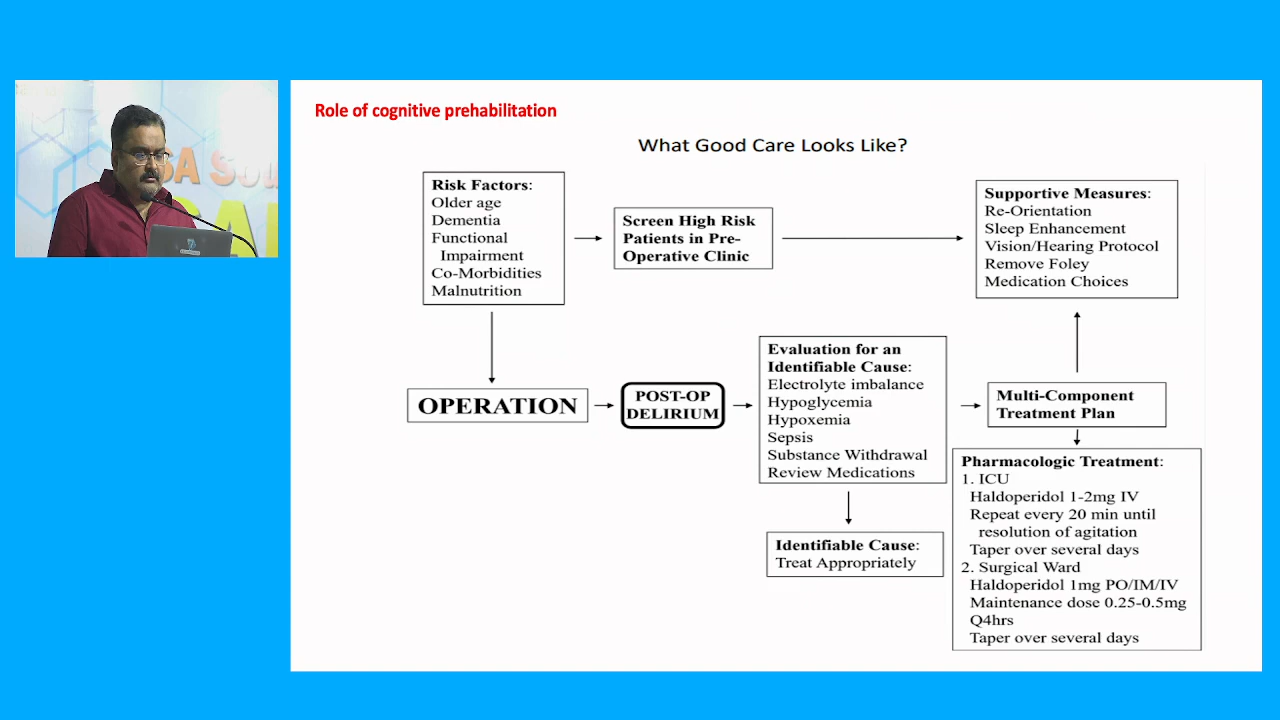 Role of cognitive prehabilitation
What Good Care Looks Like?
Risk Factors:
Older age
Dementia
Functional
Impairment
Co-Morbidities
Malnutrition
Screen High Risk
Patients in Pre-
Operative Clinic
Supportive Measures:
Re-Orientation
Sleep Enhancement
Vision/Hearing Protocol
Remove Foley
Medication Choices
OPERATION
POST-OP
DELIRIUM
Evaluation for an
Identifiable Cause:
Electrolyte imbalance
Hypoglycemia
Hypoxemia
Sepsis
Substance Withdrawal
Review Medications
Multi-Component
Treatment Plan
Identifiable Cause:
Treat Appropriately
Pharmacologic Treatment:
1. ICU
Haldoperidol 1-2mg IV
Repeat every 20 min until
resolution of agitation
Taper over several days
2. Surgical Ward
Haldoperidol 1mg PO/IM/IV
Maintenance dose 0.25-0.5mg
Q4hrs
Taper over several days